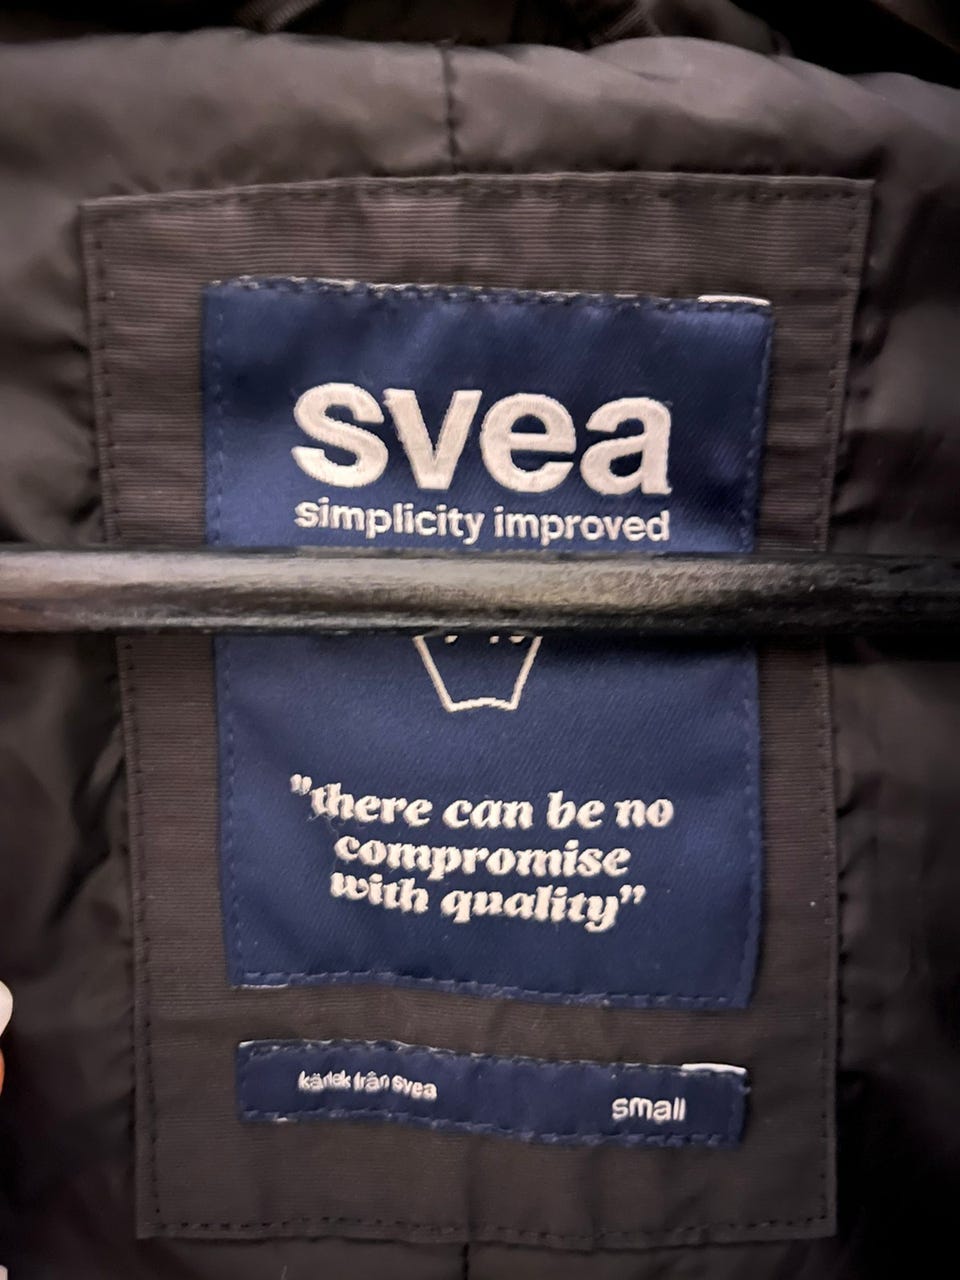 svea
simplicity improved
"there can be no
compromise
with quality"
kärlek från svea
small